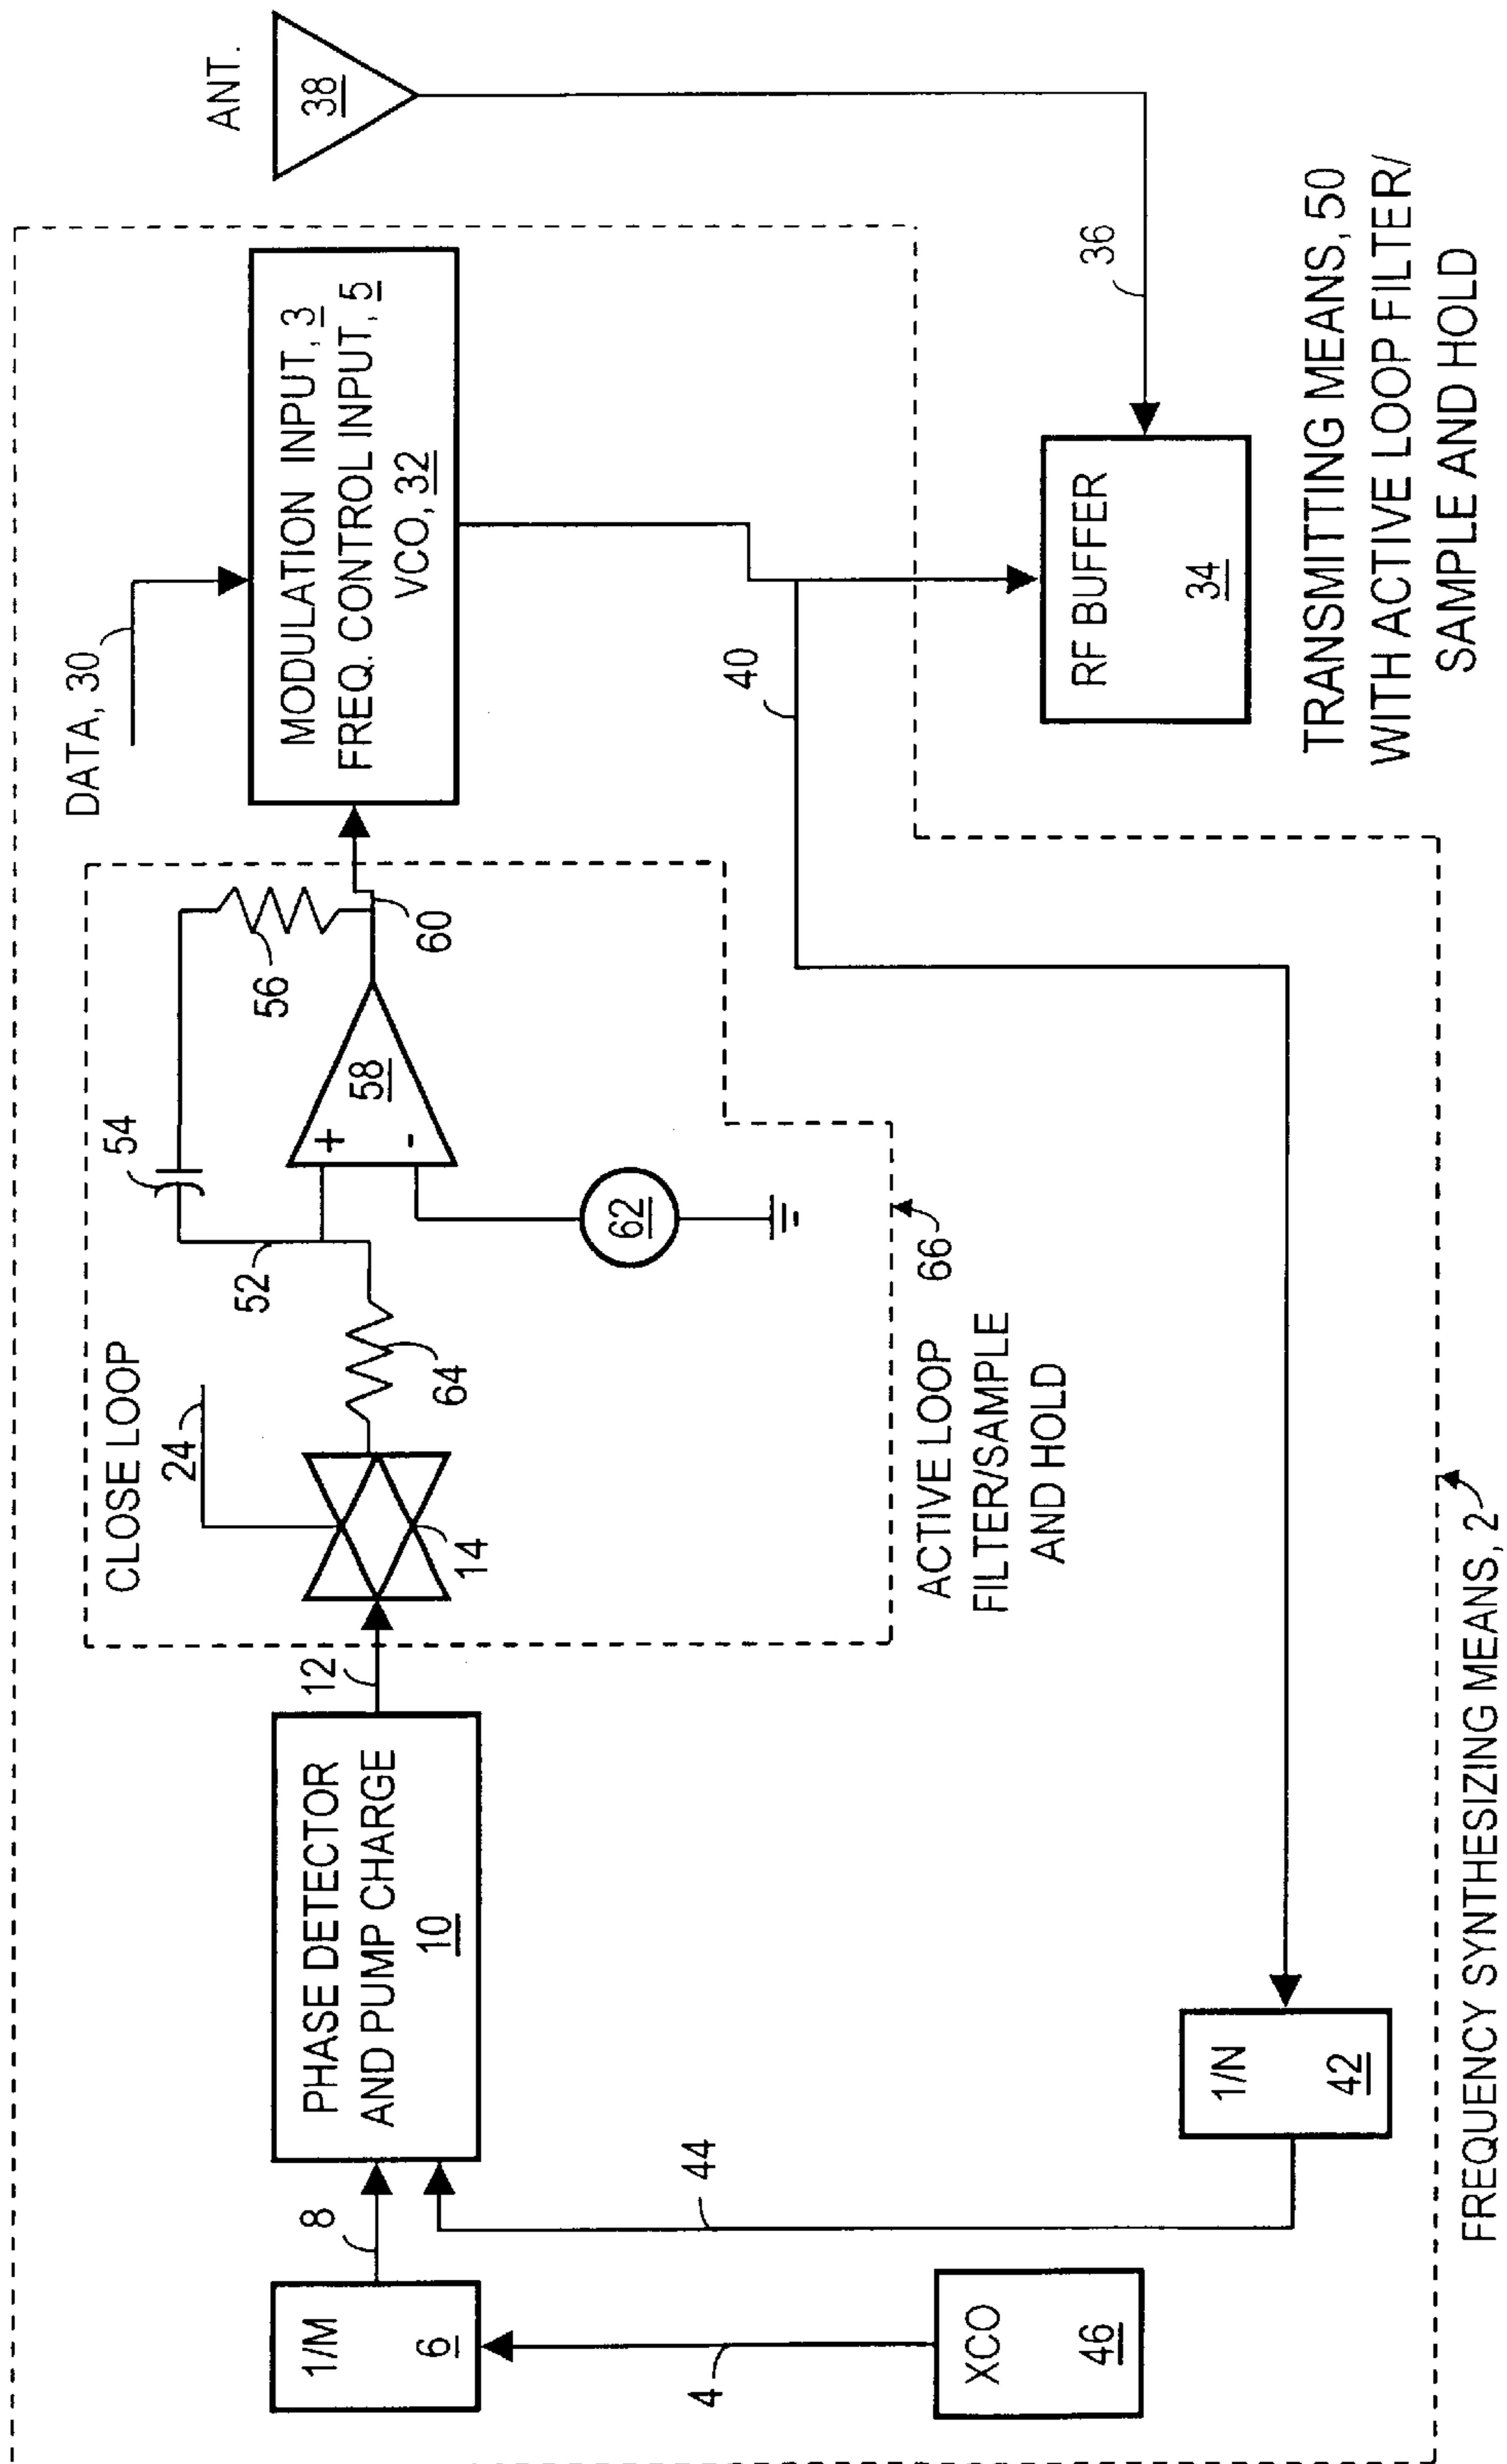 ANT.
38
DATA, 30
MODULATION INPUT, 3
FREQ. CONTROL INPUT, 5
VCO, 32
36
RF BUFFER
34
40
TRANSMITTING MEANS, 50
WITH ACTIVE LOOP FILTER/
SAMPLE AND HOLD
CLOSE LOOP
24
14
64
52
54
56
58
+
-
60
62
ACTIVE LOOP 66
FILTER/SAMPLE
AND HOLD
12
PHASE DETECTOR
AND PUMP CHARGE
10
8
1/M
6
4
XCO
46
44
1/N
42
FREQUENCY SYNTHESIZING MEANS, 2